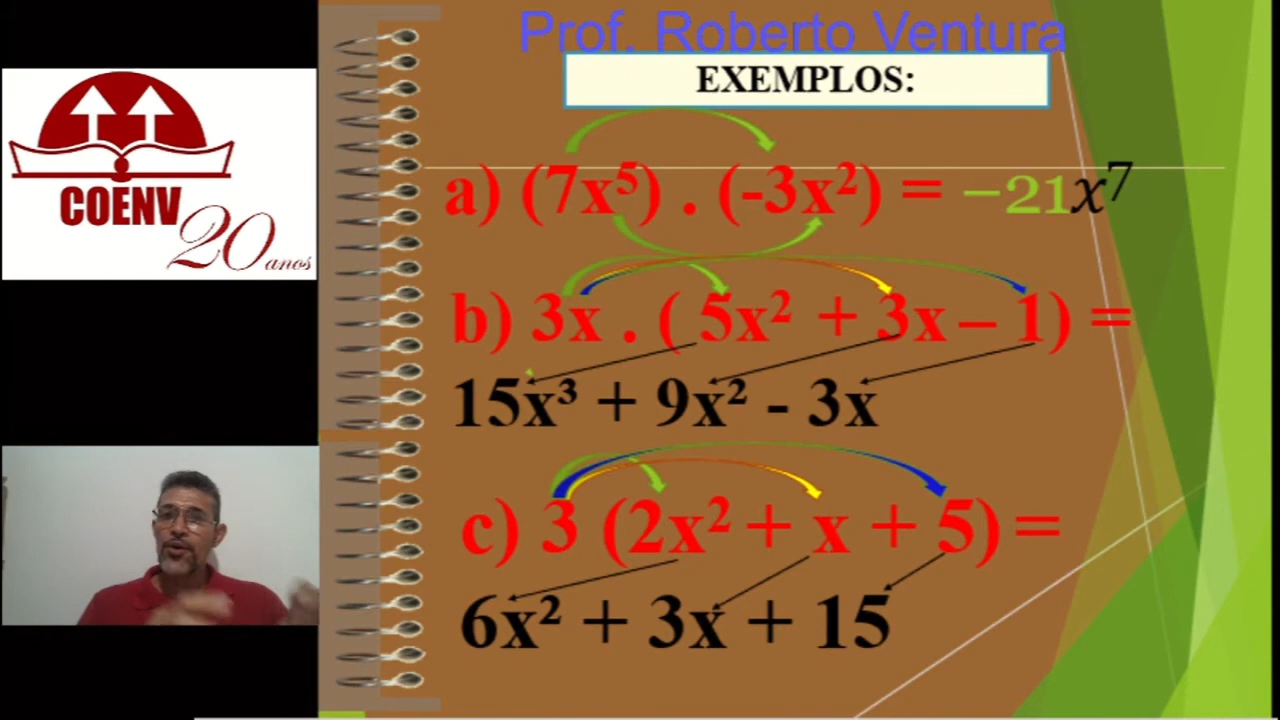 Prof. Roberto Ventura
EXEMPLOS:
COENV
20 anos
a) (7x⁵) . (-3x²) = −21x⁷
b) 3x . ( 5x² + 3x – 1) =
15x³ + 9x² - 3x
c) 3 (2x² + x + 5) =
6x² + 3x + 15